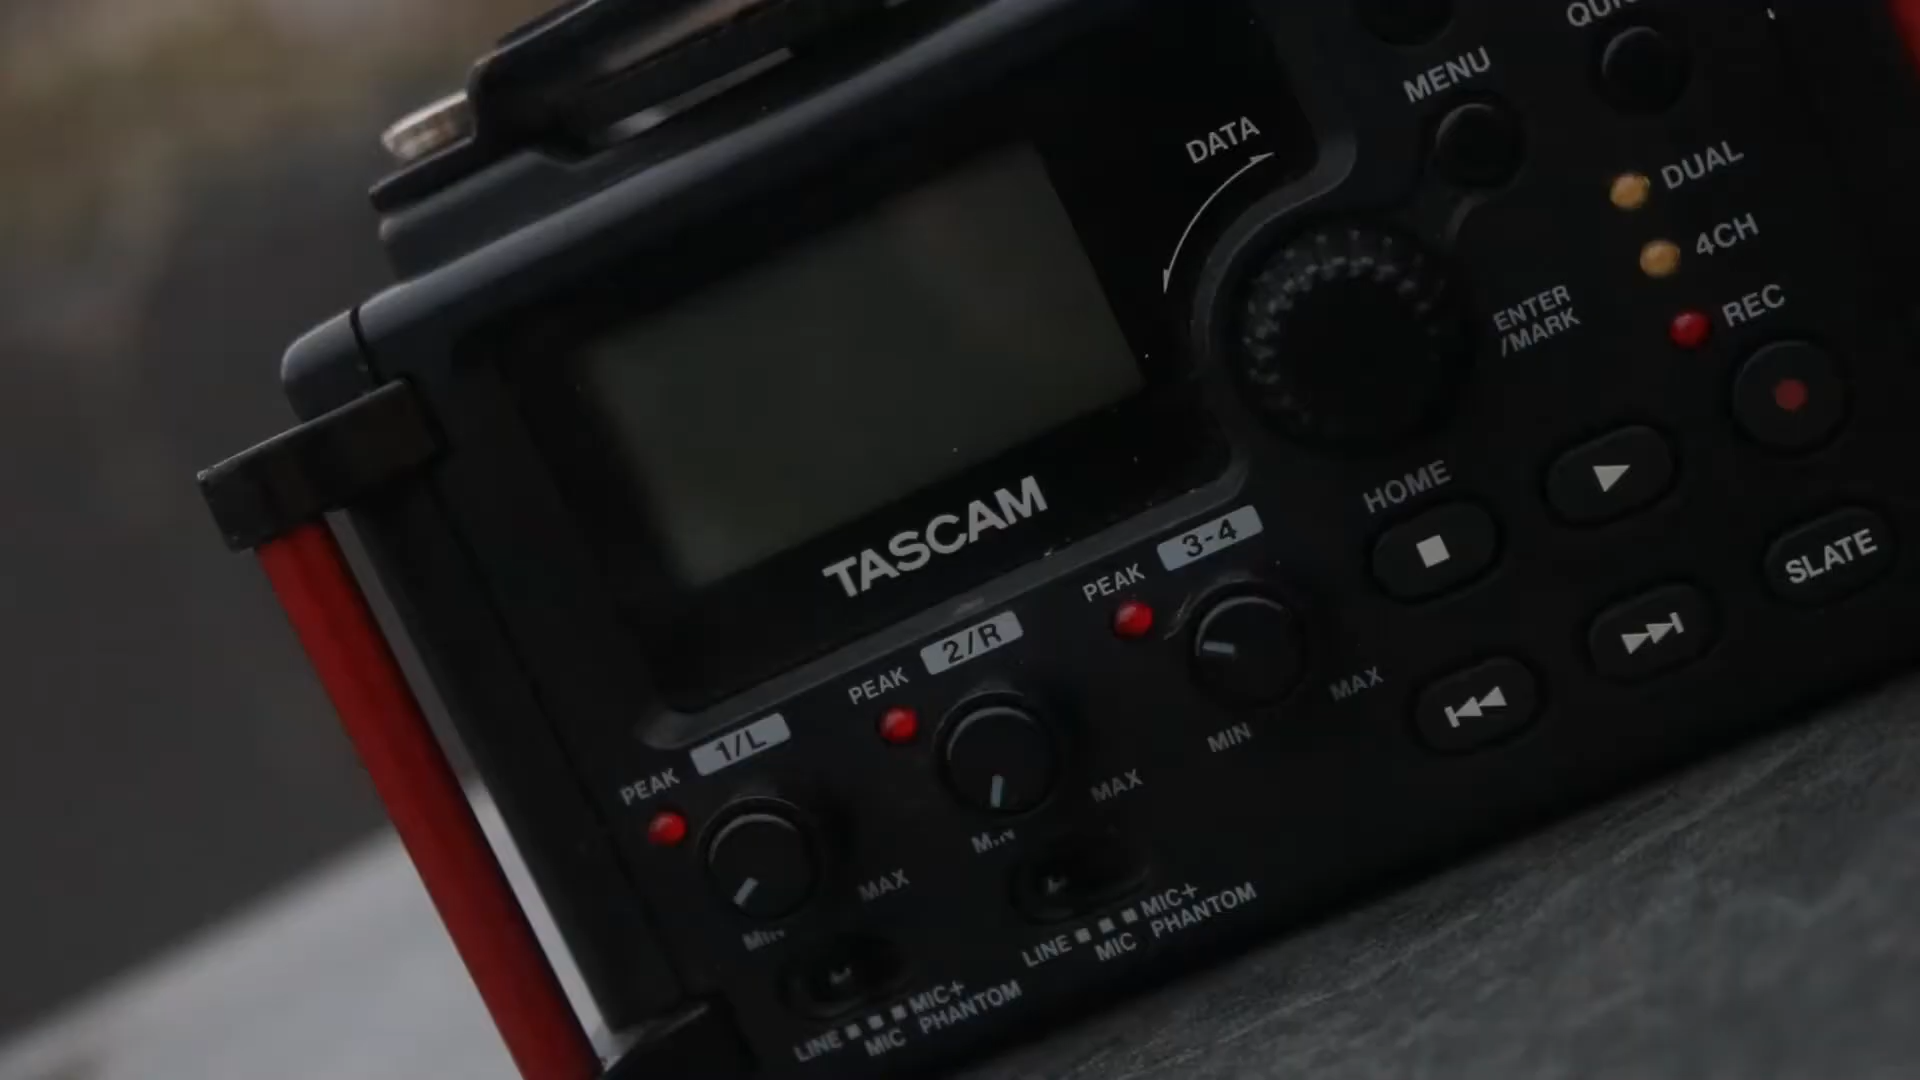 QUI
MENU
DATA
DUAL
4CH
ENTER
/MARK
REC
HOME
SLATE
TASCAM
3-4
PEAK
2/R
PEAK
1/L
PEAK
MIN
MAX
MAX
MAX
LINE
MIC
MIC+
PHANTOM
LINE
MIC
MIC+
PHANTOM